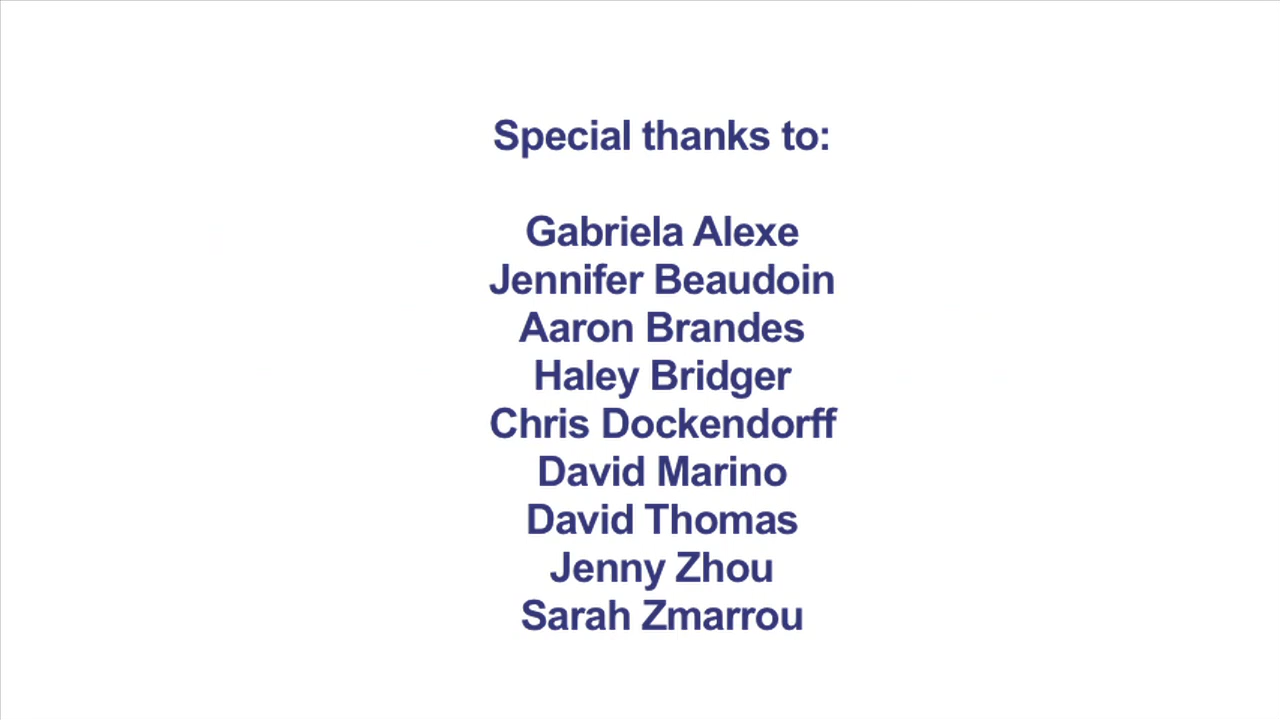 Special thanks to:
Gabriela Alexe
Jennifer Beaudoin
Aaron Brandes
Haley Bridger
Chris Dockendorff
David Marino
David Thomas
Jenny Zhou
Sarah Zmarrou